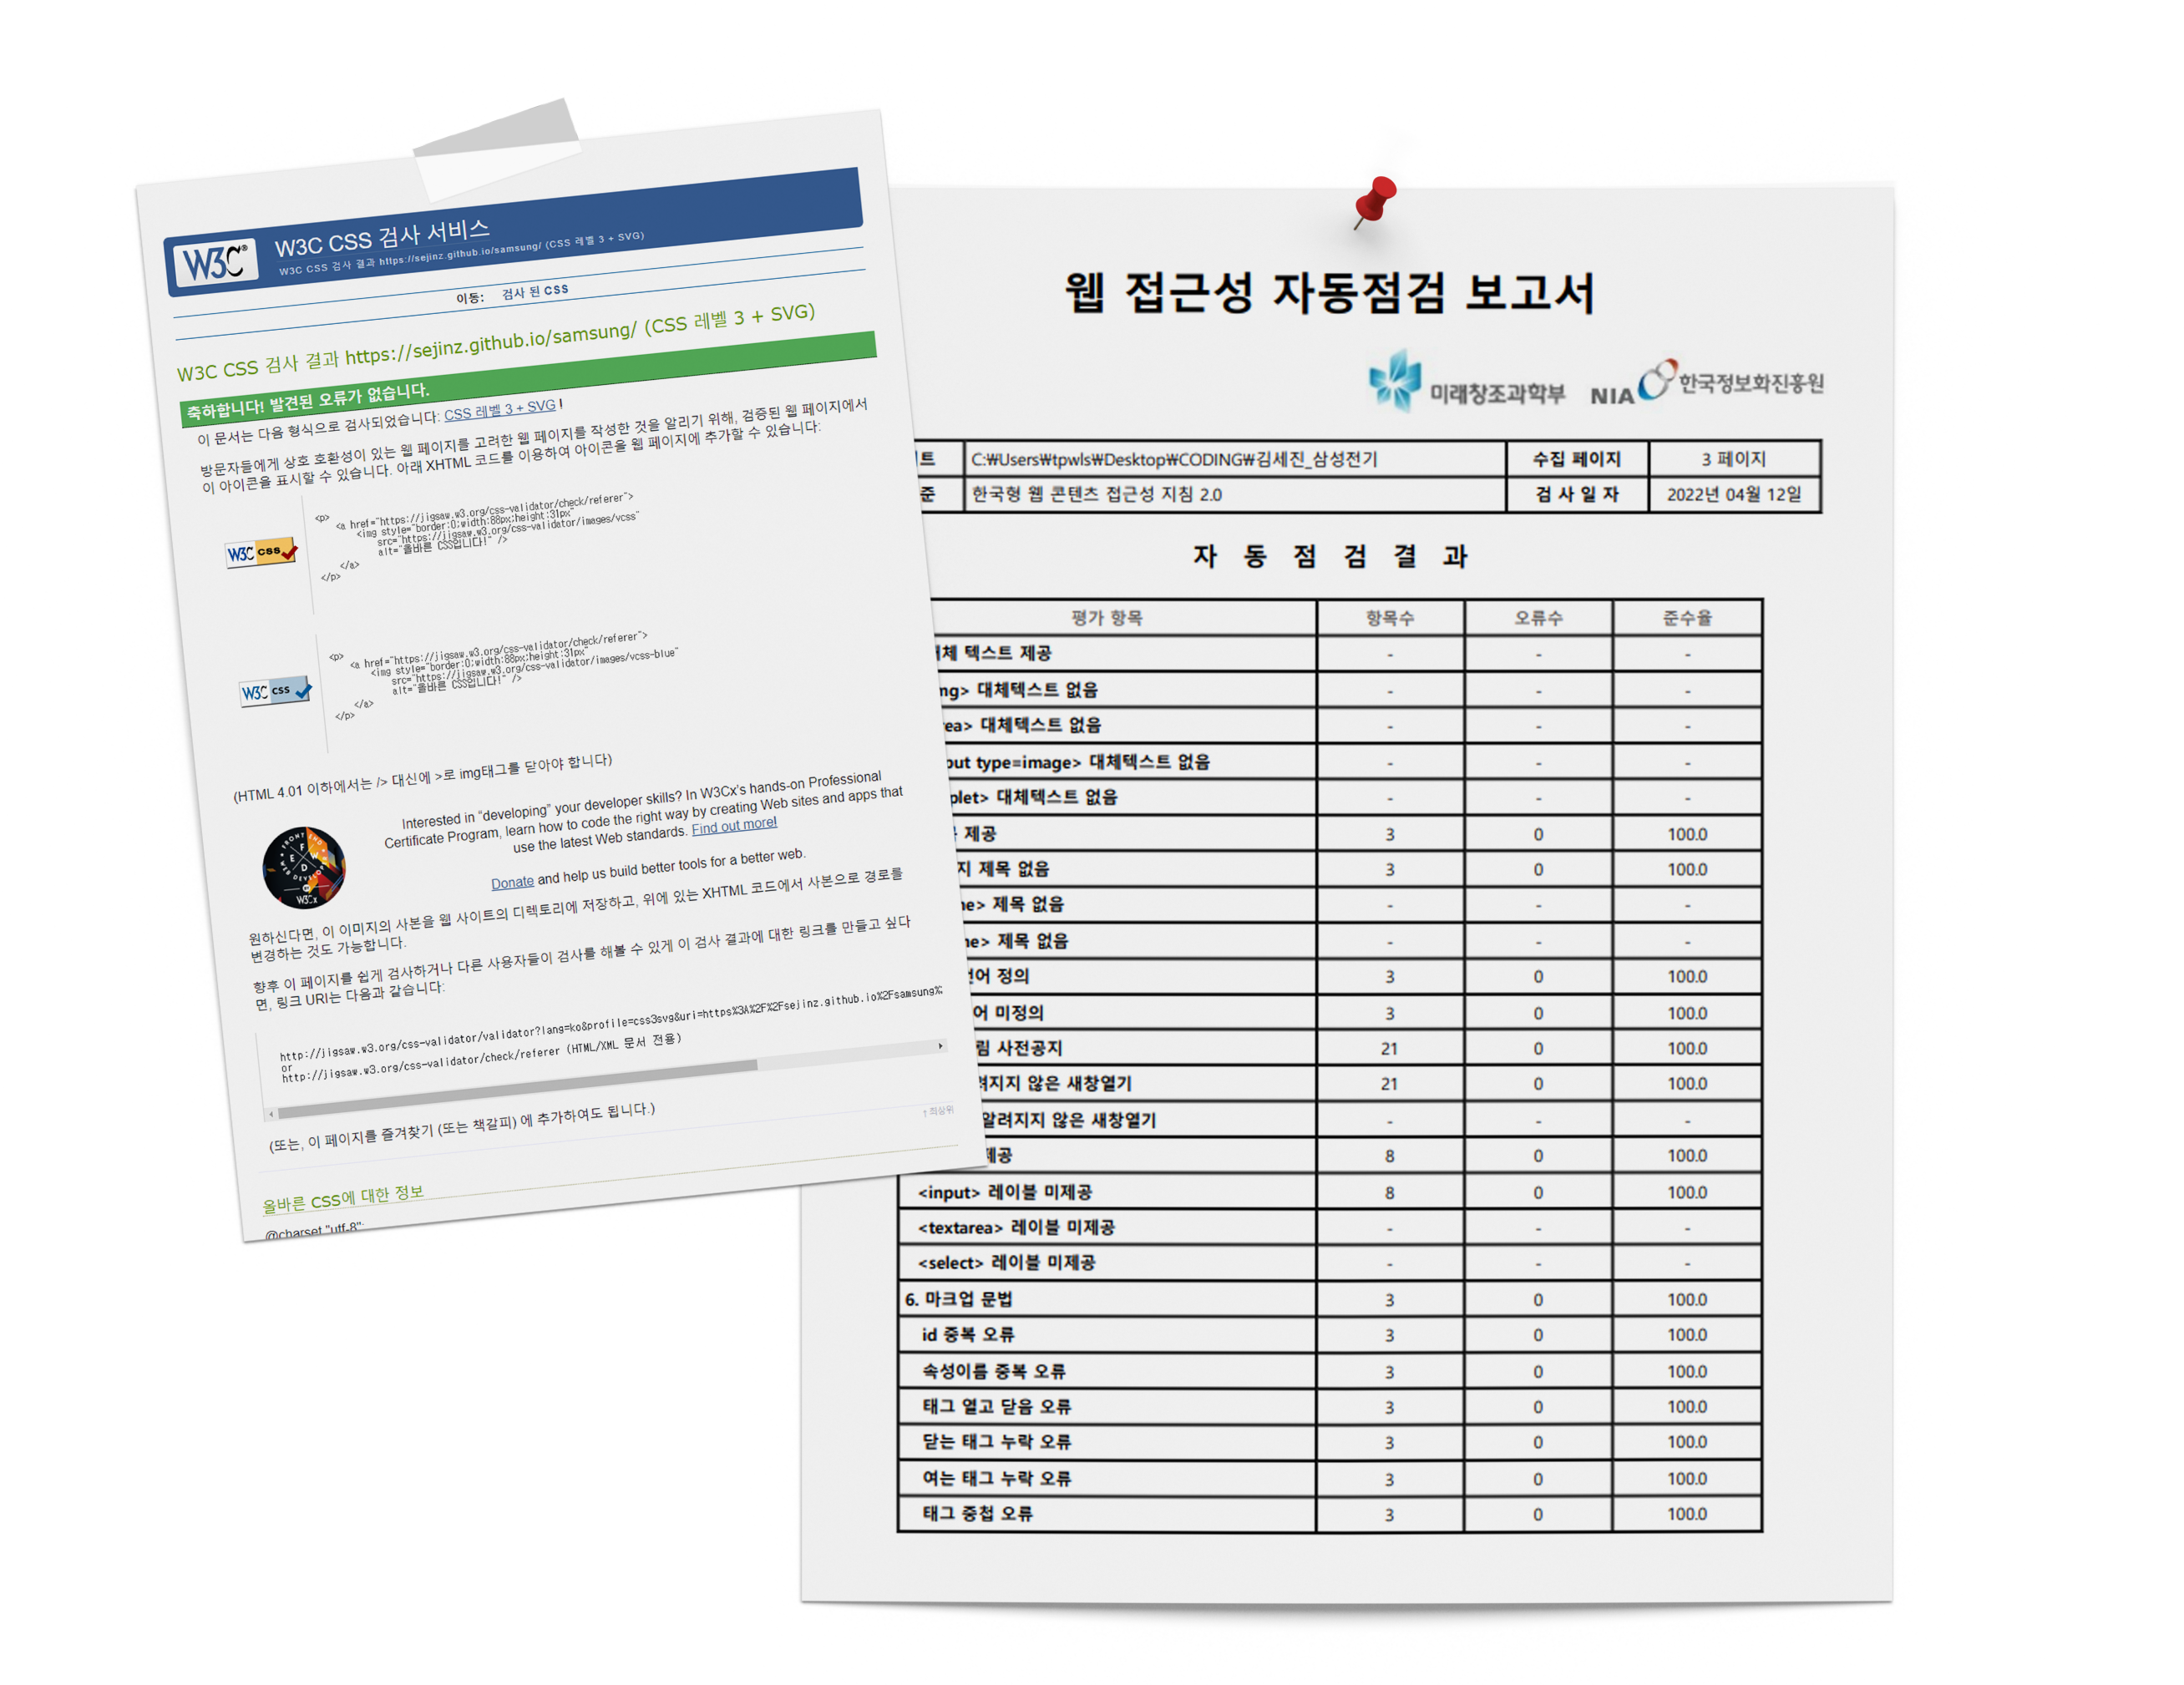 W3C®
W3C CSS 검사 서비스
W3C CSS 검사 결과 https://sejinz.github.io/samsung/ (CSS 레벨 3 + SVG)
이동: 검사 된 CSS
W3C CSS 검사 결과 https://sejinz.github.io/samsung/ (CSS 레벨 3 + SVG)
축하합니다! 발견된 오류가 없습니다.
이 문서는 다음 형식으로 검사되었습니다: CSS 레벨 3 + SVG !
방문자들에게 상호 호환성이 있는 웹 페이지를 고려한 웹 페이지를 작성한 것을 알리기 위해, 검증된 웹 페이지에서
이 아이콘을 표시할 수 있습니다. 아래 XHTML 코드를 이용하여 아이콘을 웹 페이지에 추가할 수 있습니다:
W3C css
<p>
<a href="https://jigsaw.w3.org/css-validator/check/referer">
<img style="border:0;width:88px;height:31px"
src="https://jigsaw.w3.org/css-validator/images/vcss"
alt="올바른 CSS입니다!" />
</a>
</p>
W3C css
<p>
<a href="https://jigsaw.w3.org/css-validator/check/referer">
<img style="border:0;width:88px;height:31px"
src="https://jigsaw.w3.org/css-validator/images/vcss-blue"
alt="올바른 CSS입니다!" />
</a>
</p>
(HTML 4.01 이하에서는 /> 대신에 >로 img태그를 닫아야 합니다)
FRONT END
F E W D
WEB DEVELOPER
W3Cx
Interested in “developing” your developer skills? In W3Cx’s hands-on Professional
Certificate Program, learn how to code the right way by creating Web sites and apps that
use the latest Web standards. Find out more!
Donate and help us build better tools for a better web.
원하신다면, 이 이미지의 사본을 웹 사이트의 디렉토리에 저장하고, 위에 있는 XHTML 코드에서 사본으로 경로를
변경하는 것도 가능합니다.
향후 이 페이지를 쉽게 검사하거나 다른 사용자들이 검사를 해볼 수 있게 이 검사 결과에 대한 링크를 만들고 싶다
면, 링크 URI는 다음과 같습니다:
http://jigsaw.w3.org/css-validator/validator?lang=ko&profile=css3svg&uri=https%3A%2F%2Fsejinz.github.io%2Fsamsung%
or
http://jigsaw.w3.org/css-validator/check/referer (HTML/XML 문서 전용)
(또는, 이 페이지를 즐겨찾기 (또는 책갈피) 에 추가하여도 됩니다.)
↑ 최상위
올바른 CSS에 대한 정보
@charset "utf-8";
웹 접근성 자동점검 보고서
미래창조과학부 NIA 한국정보화진흥원
트 C:₩Users₩tpwls₩Desktop₩CODING₩김세진_삼성전기 수집 페이지 3 페이지
준 한국형 웹 콘텐츠 접근성 지침 2.0 검 사 일 자 2022년 04월 12일
자 동 점 검 결 과
평가 항목 항목수 오류수 준수율
체 텍스트 제공 - - -
ng> 대체텍스트 없음 - - -
ea> 대체텍스트 없음 - - -
put type=image> 대체텍스트 없음 - - -
plet> 대체텍스트 없음 - - -
제공 3 0 100.0
지 제목 없음 3 0 100.0
ne> 제목 없음 - - -
ne> 제목 없음 - - -
언어 정의 3 0 100.0
어 미정의 3 0 100.0
림 사전공지 21 0 100.0
려지지 않은 새창열기 21 0 100.0
알려지지 않은 새창열기 - - -
제공 8 0 100.0
<input> 레이블 미제공 8 0 100.0
<textarea> 레이블 미제공 - - -
<select> 레이블 미제공 - - -
6. 마크업 문법 3 0 100.0
id 중복 오류 3 0 100.0
속성이름 중복 오류 3 0 100.0
태그 열고 닫음 오류 3 0 100.0
닫는 태그 누락 오류 3 0 100.0
여는 태그 누락 오류 3 0 100.0
태그 중첩 오류 3 0 100.0